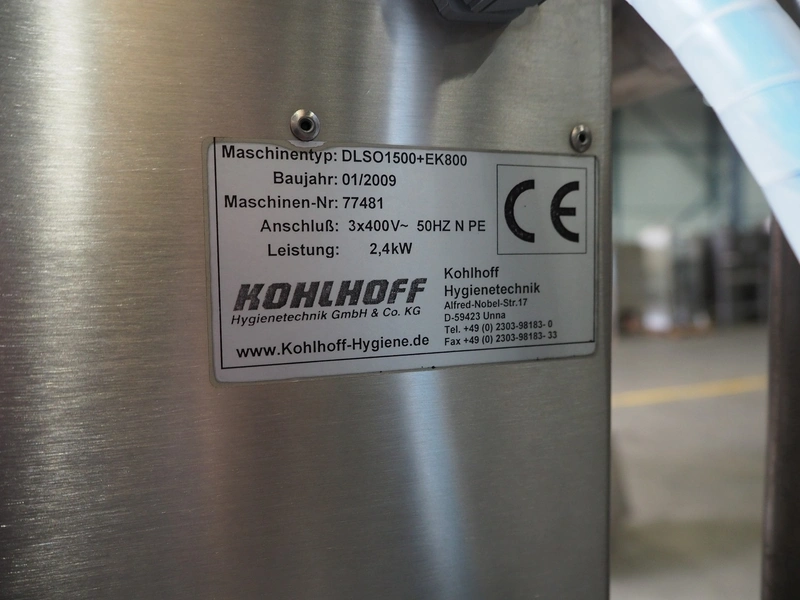 Maschinentyp: DLSO1500+EK800
Baujahr: 01/2009
Maschinen-Nr: 77481
Anschluß: 3x400V~ 50HZ N PE
Leistung: 2,4kW
CE
KOHLHOFF
Hygienetechnik GmbH & Co. KG
www.Kohlhoff-Hygiene.de
Kohlhoff
Hygienetechnik
Alfred-Nobel-Str.17
D-59423 Unna
Tel. +49 (0) 2303-98183- 0
Fax +49 (0) 2303-98183- 33